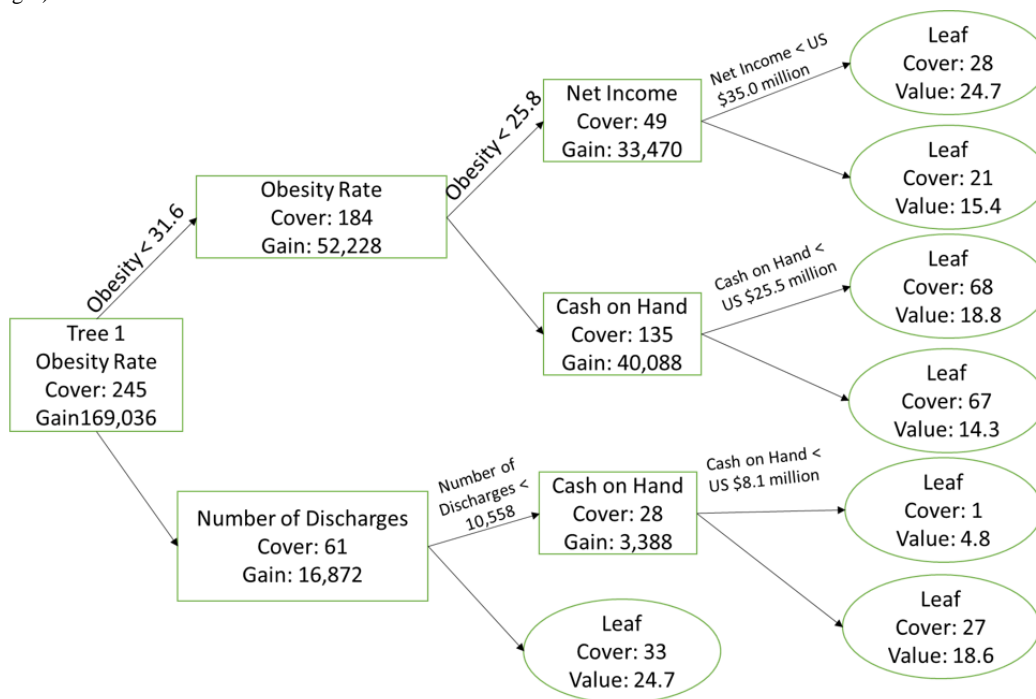 Tree 1
Obesity Rate
Cover: 245
Gain169,036
Obesity < 31.6
Obesity Rate
Cover: 184
Gain: 52,228
Obesity < 25.8
Net Income
Cover: 49
Gain: 33,470
Net Income < US
$35.0 million
Leaf
Cover: 28
Value: 24.7
Leaf
Cover: 21
Value: 15.4
Cash on Hand
Cover: 135
Gain: 40,088
Cash on Hand <
US $25.5 million
Leaf
Cover: 68
Value: 18.8
Leaf
Cover: 67
Value: 14.3
Number of Discharges
Cover: 61
Gain: 16,872
Number of
Discharges <
10,558
Cash on Hand
Cover: 28
Gain: 3,388
Cash on Hand <
US $8.1 million
Leaf
Cover: 1
Value: 4.8
Leaf
Cover: 27
Value: 18.6
Leaf
Cover: 33
Value: 24.7